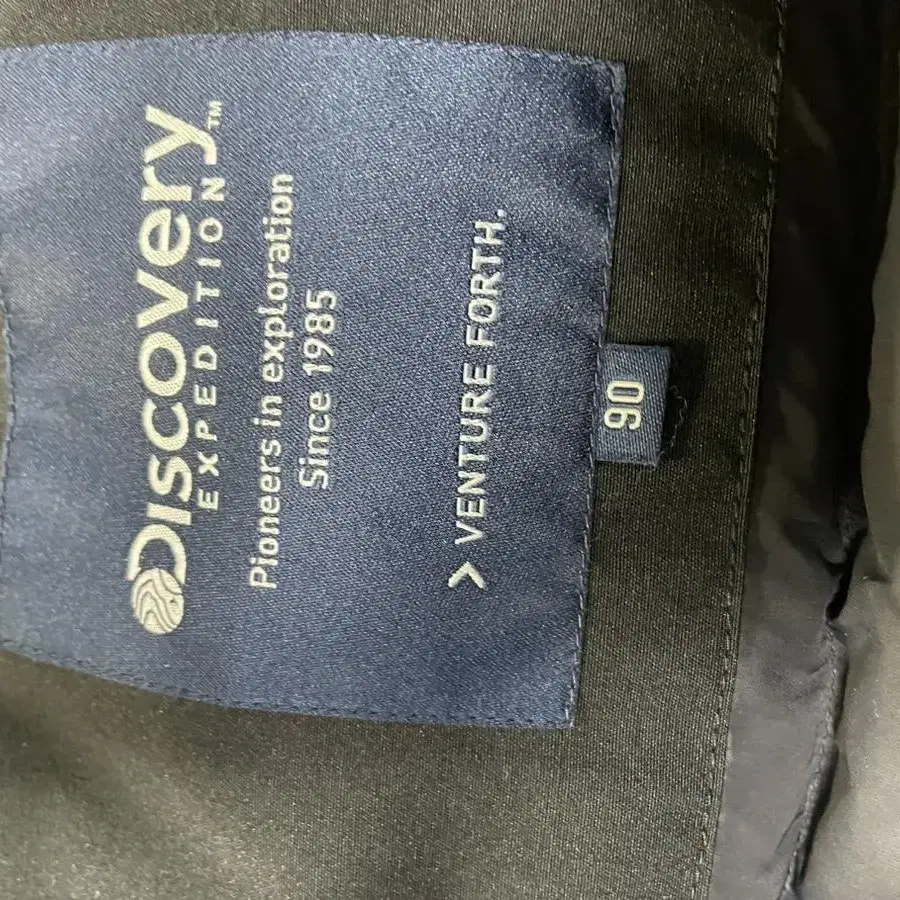 DISCOVERY™
EXPEDITION
Pioneers in exploration
Since 1985
> VENTURE FORTH.
90